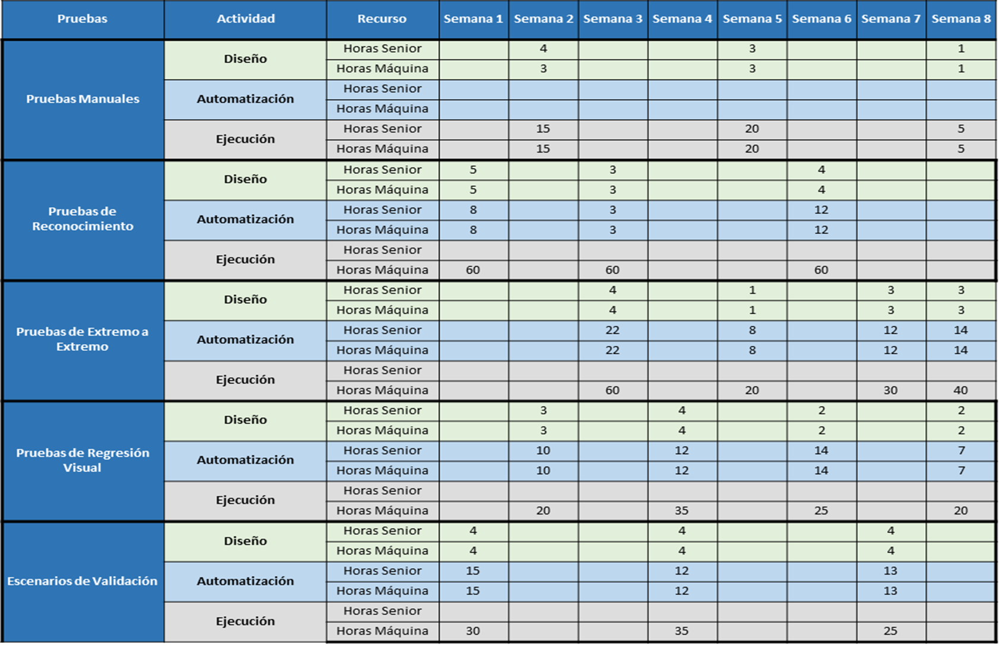 Pruebas Actividad Recurso Semana 1 Semana 2 Semana 3 Semana 4 Semana 5 Semana 6 Semana 7 Semana 8
Pruebas Manuales
Diseño
Horas Senior 4 3 1
Horas Máquina 3 3 1
Automatización
Horas Senior
Horas Máquina
Ejecución
Horas Senior 15 20 5
Horas Máquina 15 20 5
Pruebas de
Reconocimiento
Diseño
Horas Senior 5 3 4
Horas Máquina 5 3 4
Automatización
Horas Senior 8 3 12
Horas Máquina 8 3 12
Ejecución
Horas Senior
Horas Máquina 60 60 60
Pruebas de Extremo a
Extremo
Diseño
Horas Senior 4 1 3 3
Horas Máquina 4 1 3 3
Automatización
Horas Senior 22 8 12 14
Horas Máquina 22 8 12 14
Ejecución
Horas Senior
Horas Máquina 60 20 30 40
Pruebas de Regresión
Visual
Diseño
Horas Senior 3 4 2 2
Horas Máquina 3 4 2 2
Automatización
Horas Senior 10 12 14 7
Horas Máquina 10 12 14 7
Ejecución
Horas Senior
Horas Máquina 20 35 25 20
Escenarios de Validación
Diseño
Horas Senior 4 4 4
Horas Máquina 4 4 4
Automatización
Horas Senior 15 12 13
Horas Máquina 15 12 13
Ejecución
Horas Senior
Horas Máquina 30 35 25